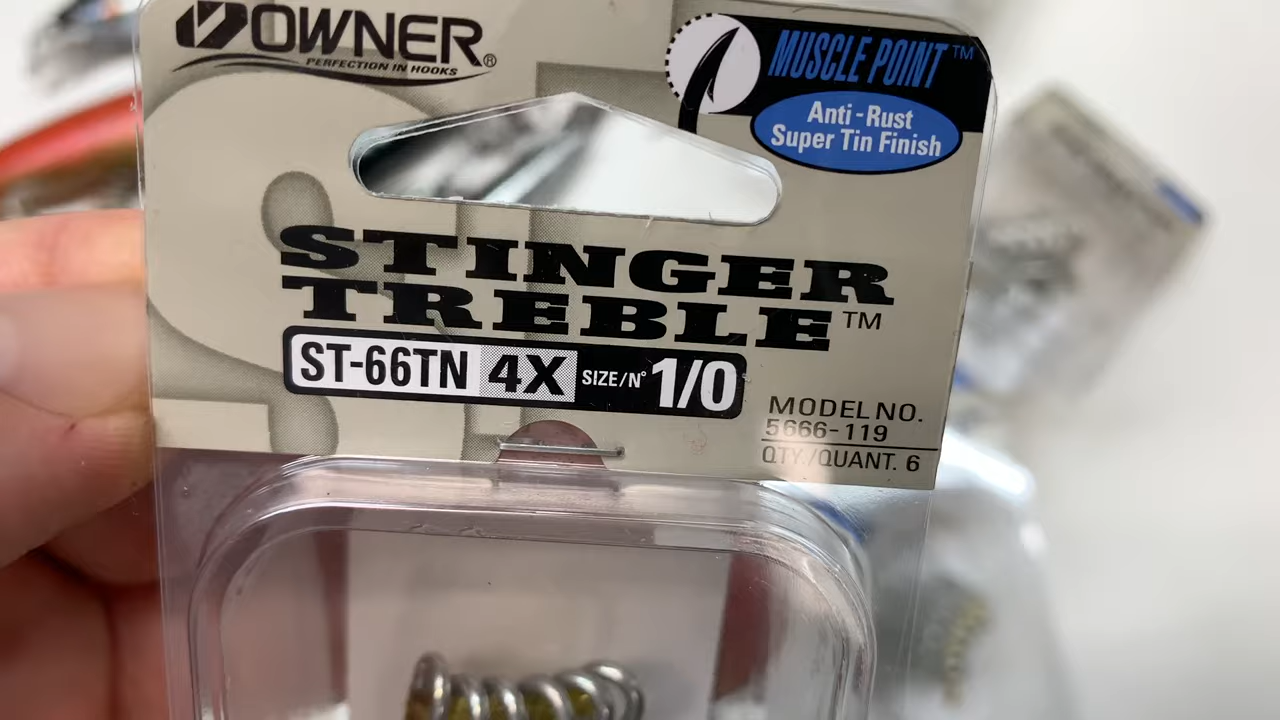 OWNER®
PERFECTION IN HOOKS
MUSCLE POINT™
Anti-Rust
Super Tin Finish
STINGER
TREBLE™
ST-66TN 4X SIZE/N° 1/0
MODEL NO.
5666-119
QTY./QUANT. 6